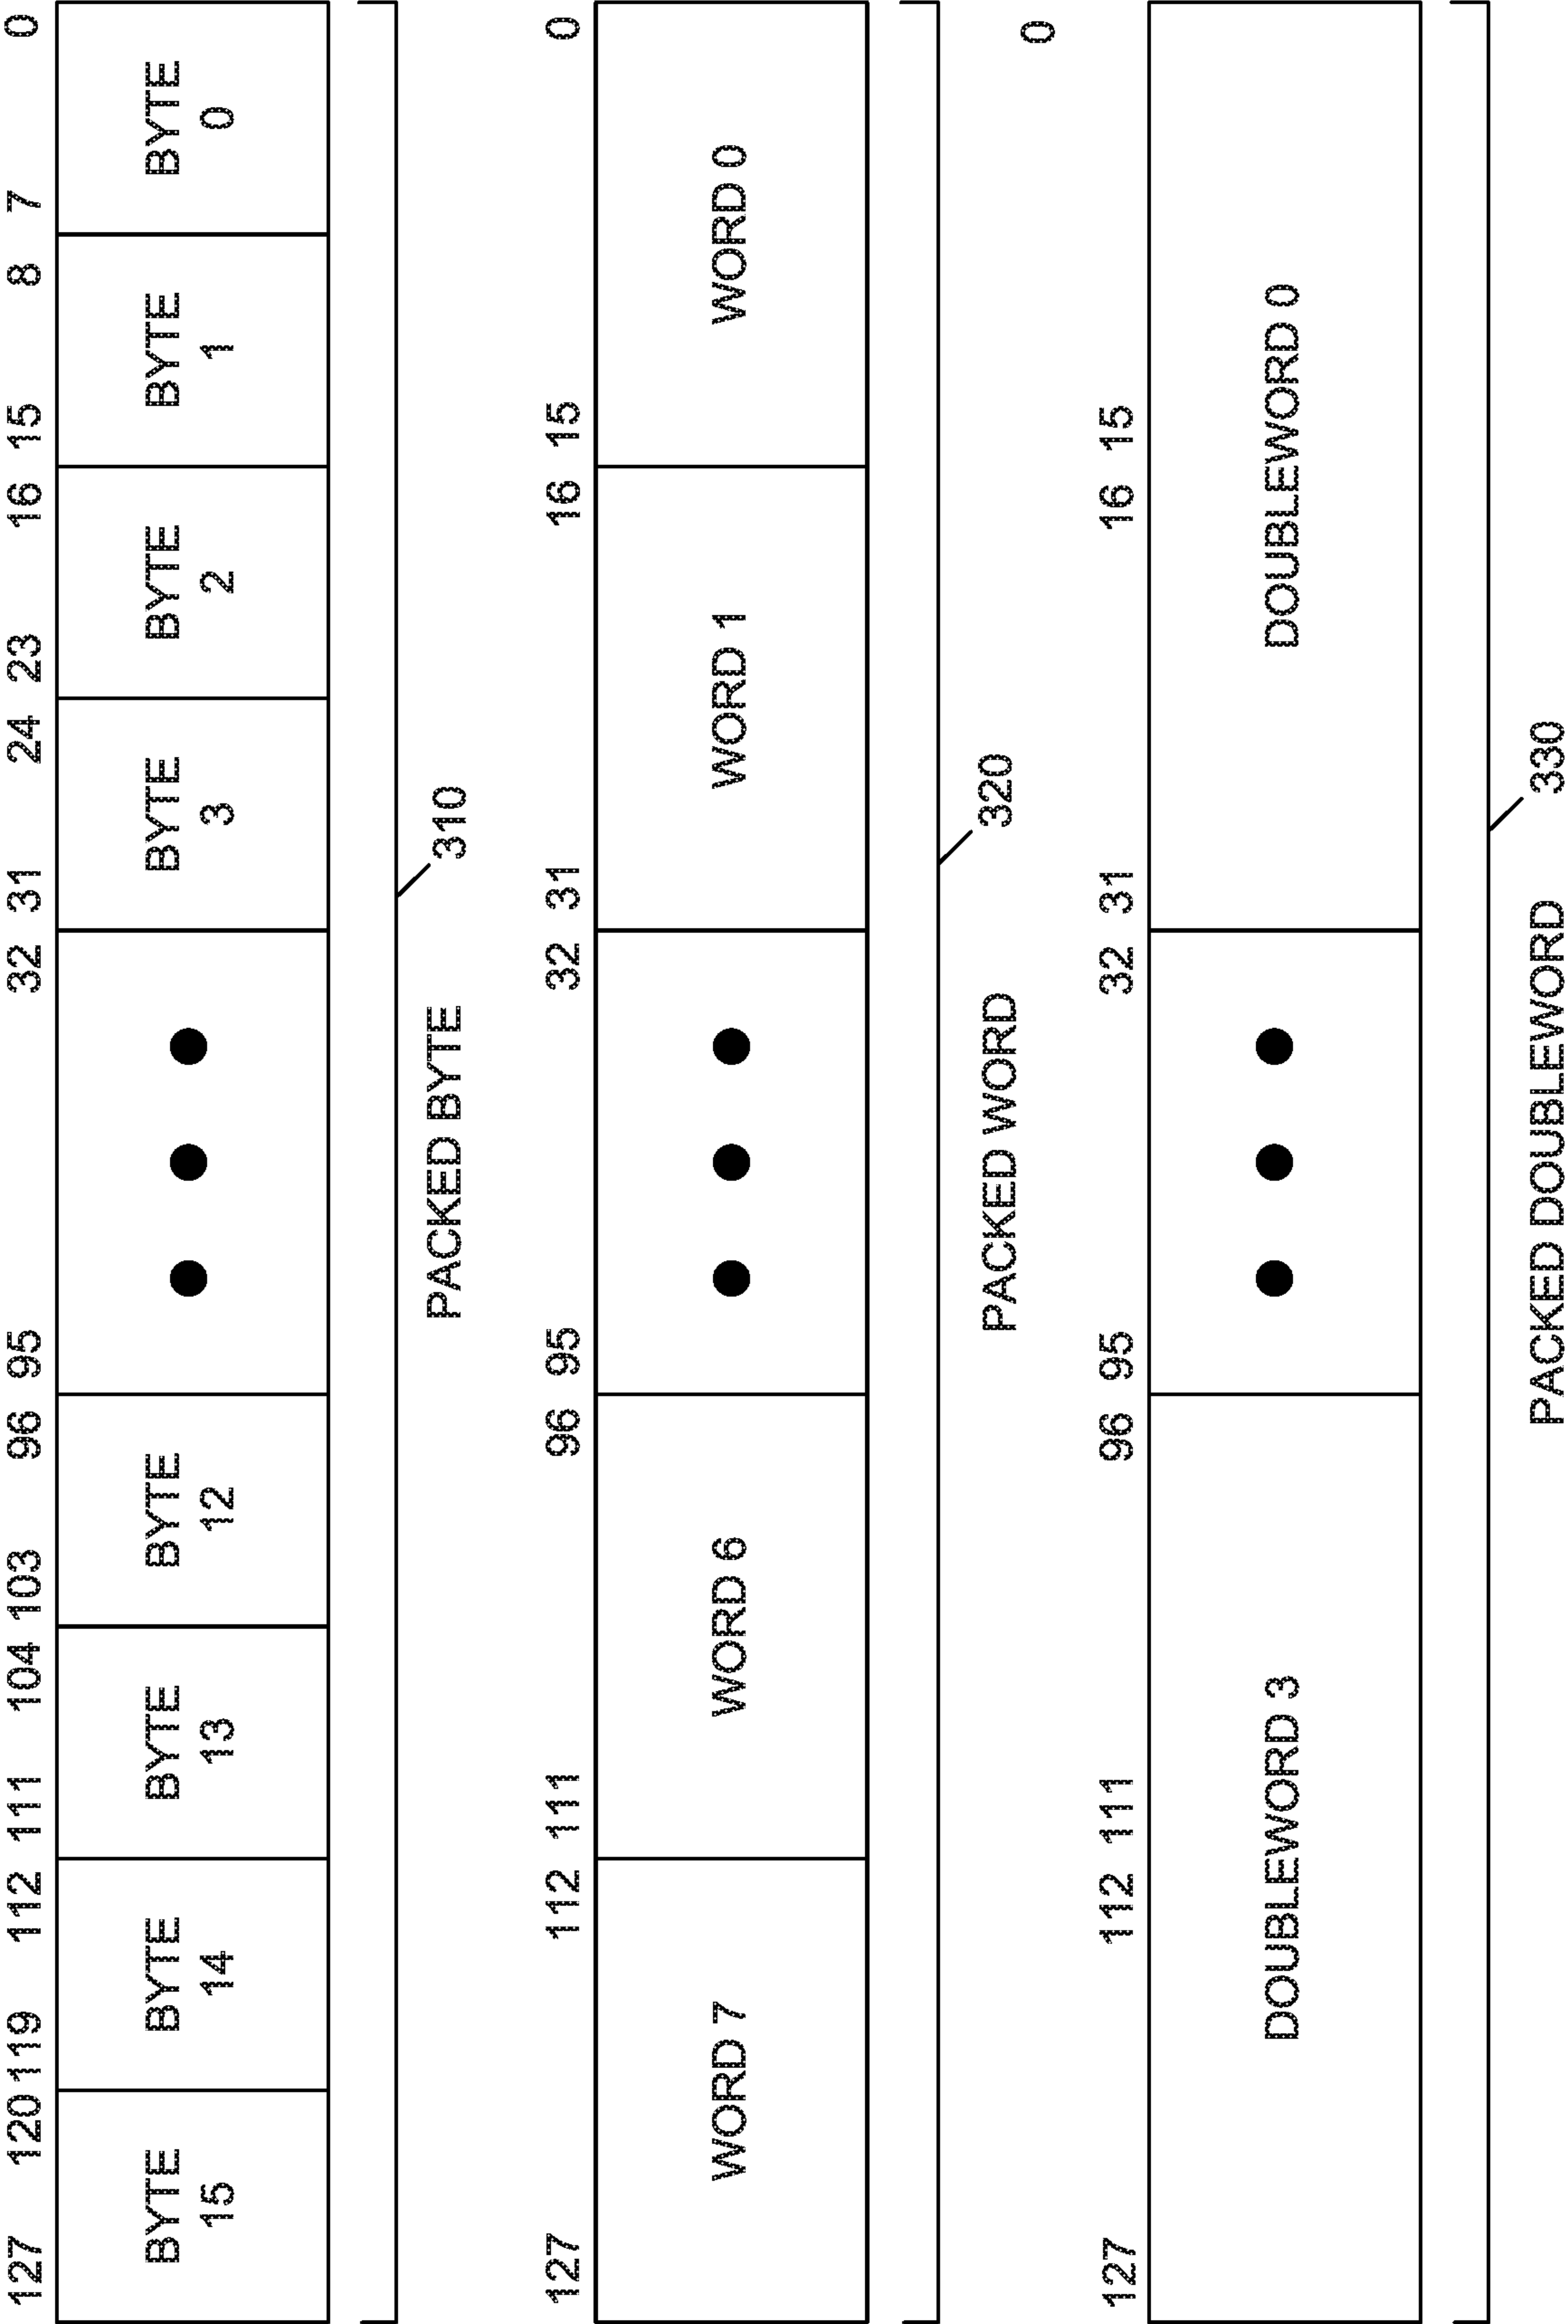 127 120 119 112 111 104 103 96 95 32 31 24 23 16 15 8 7 0
BYTE 15
BYTE 14
BYTE 13
BYTE 12
BYTE 3
BYTE 2
BYTE 1
BYTE 0
310
PACKED BYTE
127 112 111 96 95 32 31 16 15 0
WORD 7 WORD 6 WORD 1 WORD 0
320
PACKED WORD
0
127 112 111 96 95 32 31 16 15
DOUBLEWORD 3 DOUBLEWORD 0
330
PACKED DOUBLEWORD